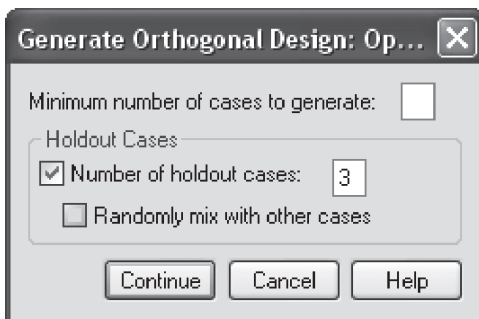 Generate Orthogonal Design: Op...
Minimum number of cases to generate:
Holdout Cases
Number of holdout cases: 3
Randomly mix with other cases
Continue Cancel Help